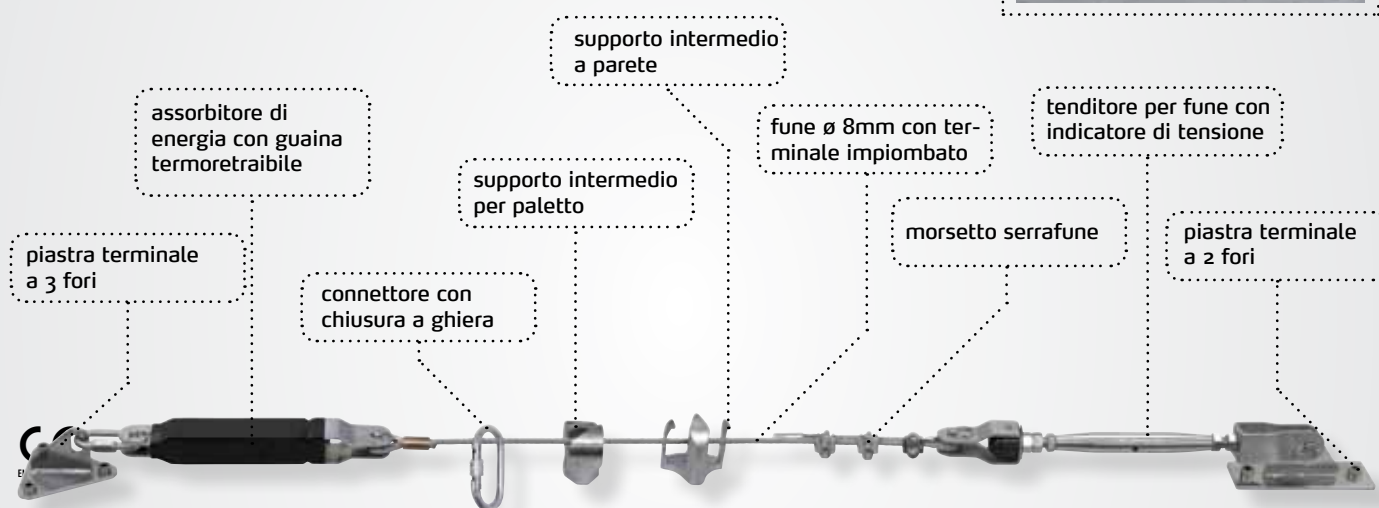 supporto intermedio
a parete
assorbitore di
energia con guaina
termoretraibile
fune ø 8mm con ter-
minale impiombato
tenditore per fune con
indicatore di tensione
supporto intermedio
per paletto
morsetto serrafune
piastra terminale
a 2 fori
piastra terminale
a 3 fori
connettore con
chiusura a ghiera